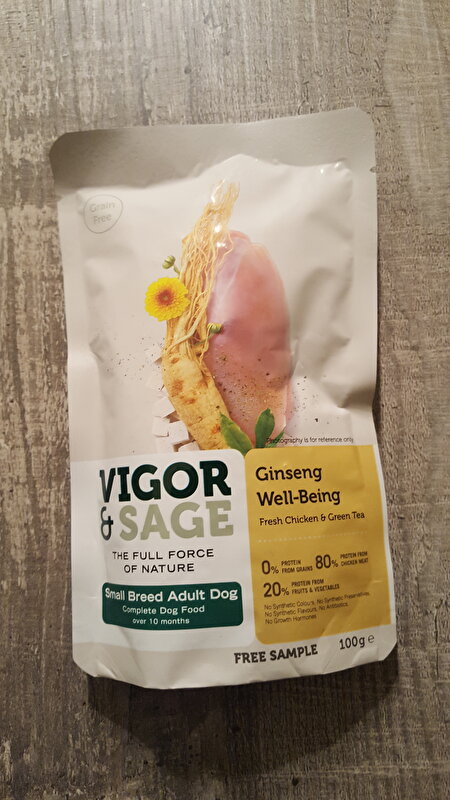 Grain
Free
Photography is for reference only
VIGOR
& SAGE
THE FULL FORCE
OF NATURE
Small Breed Adult Dog
Complete Dog Food
over 10 months
Ginseng
Well-Being
Fresh Chicken & Green Tea
0% PROTEIN
FROM GRAINS
80% PROTEIN FROM
CHICKEN MEAT
20% PROTEIN FROM
FRUITS & VEGETABLES
No Synthetic Colours, No Synthetic Preservatives,
No Synthetic Flavours, No Antibiotics,
No Growth Hormones
FREE SAMPLE
100g e